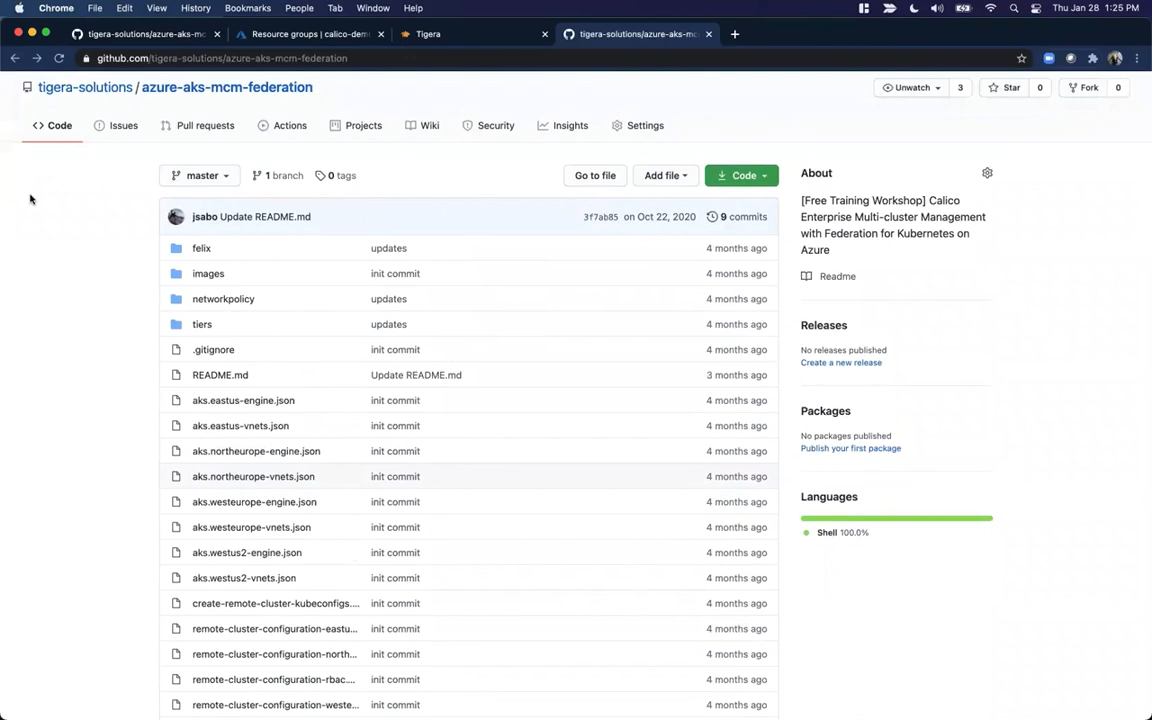 Chrome File Edit View History Bookmarks People Tab Window Help Thu Jan 28 1:25 PM
tigera-solutions/azure-aks-mc Resource groups | calico-dem Tigera tigera-solutions/azure-aks-mc
github.com/tigera-solutions/azure-aks-mcm-federation
tigera-solutions / azure-aks-mcm-federation Unwatch 3 Star 0 Fork 0
Code Issues Pull requests Actions Projects Wiki Security Insights Settings
master 1 branch 0 tags Go to file Add file Code
jsabo Update README.md 3f7ab85 on Oct 22, 2020 9 commits
felix updates 4 months ago
images init commit 4 months ago
networkpolicy updates 4 months ago
tiers updates 4 months ago
.gitignore init commit 4 months ago
README.md Update README.md 3 months ago
aks.eastus-engine.json init commit 4 months ago
aks.eastus-vnets.json init commit 4 months ago
aks.northeurope-engine.json init commit 4 months ago
aks.northeurope-vnets.json init commit 4 months ago
aks.westeurope-engine.json init commit 4 months ago
aks.westeurope-vnets.json init commit 4 months ago
aks.westus2-engine.json init commit 4 months ago
aks.westus2-vnets.json init commit 4 months ago
create-remote-cluster-kubeconfigs.... init commit 4 months ago
remote-cluster-configuration-eastu... init commit 4 months ago
remote-cluster-configuration-north... init commit 4 months ago
remote-cluster-configuration-rbac.... init commit 4 months ago
remote-cluster-configuration-weste... init commit 4 months ago
About
[Free Training Workshop] Calico
Enterprise Multi-cluster Management
with Federation for Kubernetes on
Azure
Readme
Releases
No releases published
Create a new release
Packages
No packages published
Publish your first package
Languages
Shell 100.0%